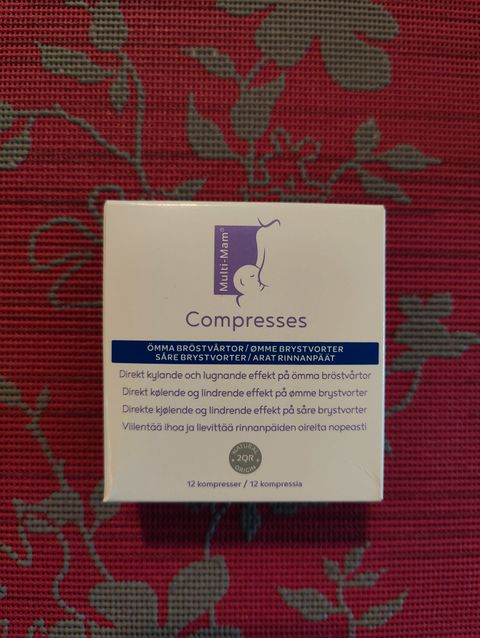 Multi-Mam®
Compresses
ÖMMA BRÖSTVÅRTOR / ØMME BRYSTVORTER
SÅRE BRYSTVORTER / ARAT RINNANPÄÄT
Direkt kylande och lugnande effekt på ömma bröstvårtor
Direkt kølende og lindrende effekt på ømme brystvorter
Direkte kjølende og lindrende effekt på såre brystvorter
Viilentää ihoa ja lievittää rinnanpäiden oireita nopeasti
NATURAL
2QR
ORIGIN
12 kompresser / 12 kompressia